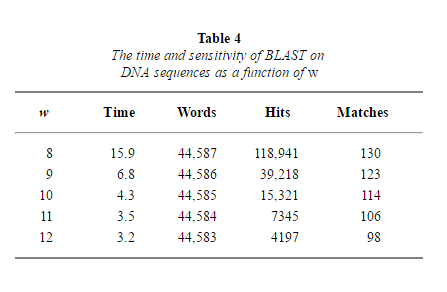 Table 4
The time and sensitivity of BLAST on
DNA sequences as a function of w
w Time Words Hits Matches
8 15.9 44,587 118,941 130
9 6.8 44,586 39,218 123
10 4.3 44,585 15,321 114
11 3.5 44,584 7345 106
12 3.2 44,583 4197 98